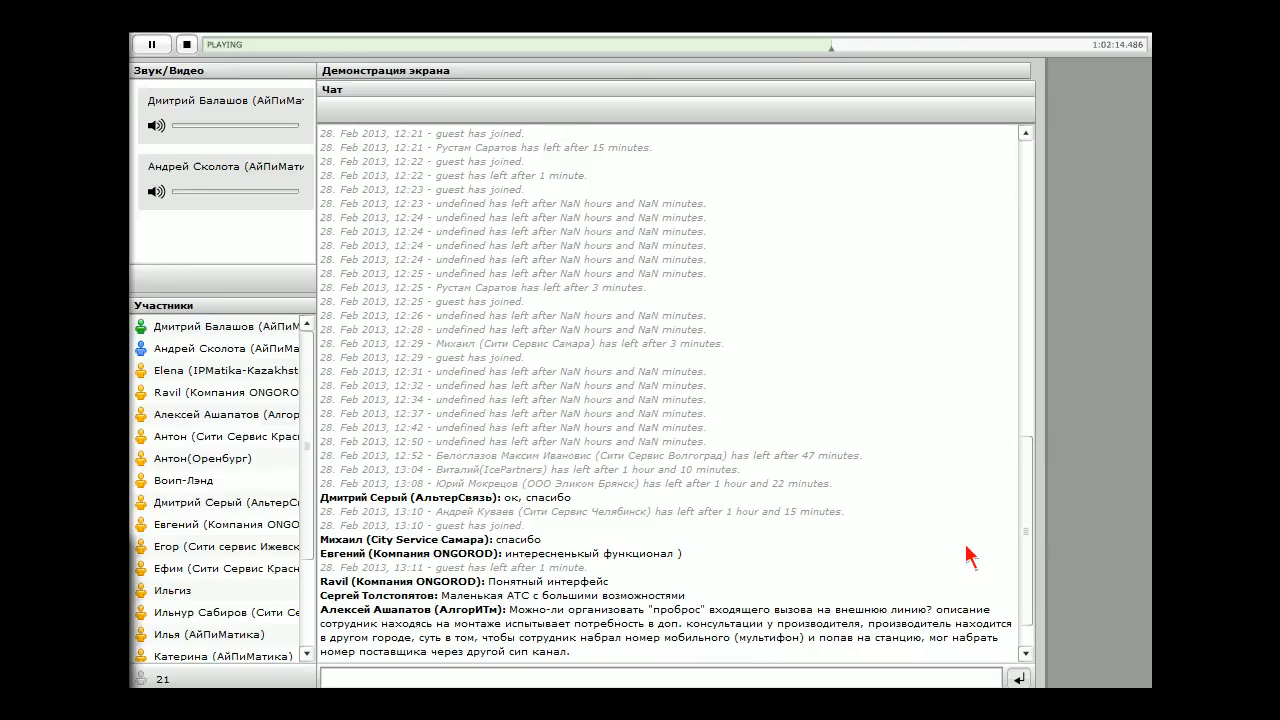 PLAYING
1:02:14.486
Звук/Видео
Демонстрация экрана
Чат
Дмитрий Балашов (АйПиМат
Андрей Сколота (АйПиМати
28. Feb 2013, 12:21 - guest has joined.
28. Feb 2013, 12:21 - Рустам Саратов has left after 15 minutes.
28. Feb 2013, 12:22 - guest has joined.
28. Feb 2013, 12:22 - guest has left after 1 minute.
28. Feb 2013, 12:23 - guest has joined.
28. Feb 2013, 12:23 - undefined has left after NaN hours and NaN minutes.
28. Feb 2013, 12:24 - undefined has left after NaN hours and NaN minutes.
28. Feb 2013, 12:24 - undefined has left after NaN hours and NaN minutes.
28. Feb 2013, 12:24 - undefined has left after NaN hours and NaN minutes.
28. Feb 2013, 12:24 - undefined has left after NaN hours and NaN minutes.
28. Feb 2013, 12:25 - undefined has left after NaN hours and NaN minutes.
28. Feb 2013, 12:25 - Рустам Саратов has left after 3 minutes.
28. Feb 2013, 12:25 - guest has joined.
28. Feb 2013, 12:26 - undefined has left after NaN hours and NaN minutes.
28. Feb 2013, 12:28 - undefined has left after NaN hours and NaN minutes.
28. Feb 2013, 12:29 - Михаил (Сити Сервис Самара) has left after 3 minutes.
28. Feb 2013, 12:29 - guest has joined.
28. Feb 2013, 12:31 - undefined has left after NaN hours and NaN minutes.
28. Feb 2013, 12:32 - undefined has left after NaN hours and NaN minutes.
28. Feb 2013, 12:34 - undefined has left after NaN hours and NaN minutes.
28. Feb 2013, 12:37 - undefined has left after NaN hours and NaN minutes.
28. Feb 2013, 12:42 - undefined has left after NaN hours and NaN minutes.
28. Feb 2013, 12:50 - undefined has left after NaN hours and NaN minutes.
28. Feb 2013, 12:52 - Белоглазов Максим Иванович (Сити Сервис Волгоград) has left after 47 minutes.
28. Feb 2013, 13:04 - Виталий(IcePartners) has left after 1 hour and 10 minutes.
28. Feb 2013, 13:08 - Юрий Мокрецов (ООО Эликом Брянск) has left after 1 hour and 22 minutes.
Дмитрий Серый (АльтерСвязь): ок, спасибо
28. Feb 2013, 13:10 - Андрей Куваев (Сити Сервис Челябинск) has left after 1 hour and 15 minutes.
28. Feb 2013, 13:10 - guest has joined.
Михаил (City Service Самара): спасибо
Евгений (Компания ONGOROD): интересненький функционал )
28. Feb 2013, 13:11 - guest has left after 1 minute.
Ravil (Компания ONGOROD): Понятный интерфейс
Сергей Толстопятов: Маленькая АТС с большими возможностями
Алексей Ашапатов (АлгорИТм): Можно-ли организовать "проброс" входящего вызова на внешнюю линию? описание
сотрудник находясь на монтаже испытывает потребность в доп. консультации у производителя, производитель находится
в другом городе, суть в том, чтобы сотрудник набрал номер мобильного (мультифон) и попав на станцию, мог набрать
номер поставщика через другой сип канал.
Участники
Дмитрий Балашов (АйПиМ
Андрей Сколота (АйПиМа
Elena (IPMatika-Kazakhst
Ravil (Компания ONGOROD
Алексей Ашапатов (Алгор
Антон (Сити Сервис Крас
Антон(Оренбург)
Воип-Лэнд
Дмитрий Серый (АльтерС
Евгений (Компания ONGO
Егор (Сити сервис Ижевск
Ефим (Сити Сервис Красн
Ильгиз
Ильнур Сабиров (Сити Се
Илья (АйПиМатика)
Катерина (АйПиМатика)
21